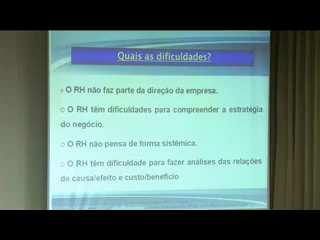 Quais as dificuldades?
O RH não faz parte da direção da empresa.
O RH têm dificuldades para compreender a estratégia
do negócio.
O RH não pensa de forma sistêmica.
O RH têm dificuldade para fazer análises das relações
de causa/efeito e custo/benefício